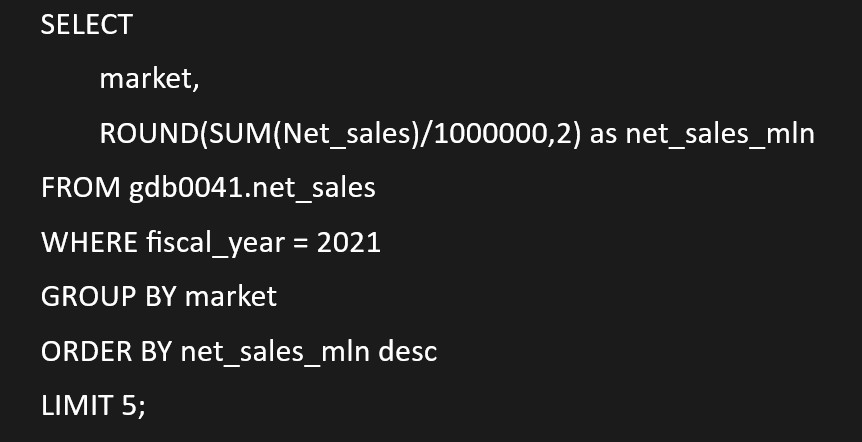 SELECT
market,
ROUND(SUM(Net_sales)/1000000,2) as net_sales_mln
FROM gdb0041.net_sales
WHERE fiscal_year = 2021
GROUP BY market
ORDER BY net_sales_mln desc
LIMIT 5;